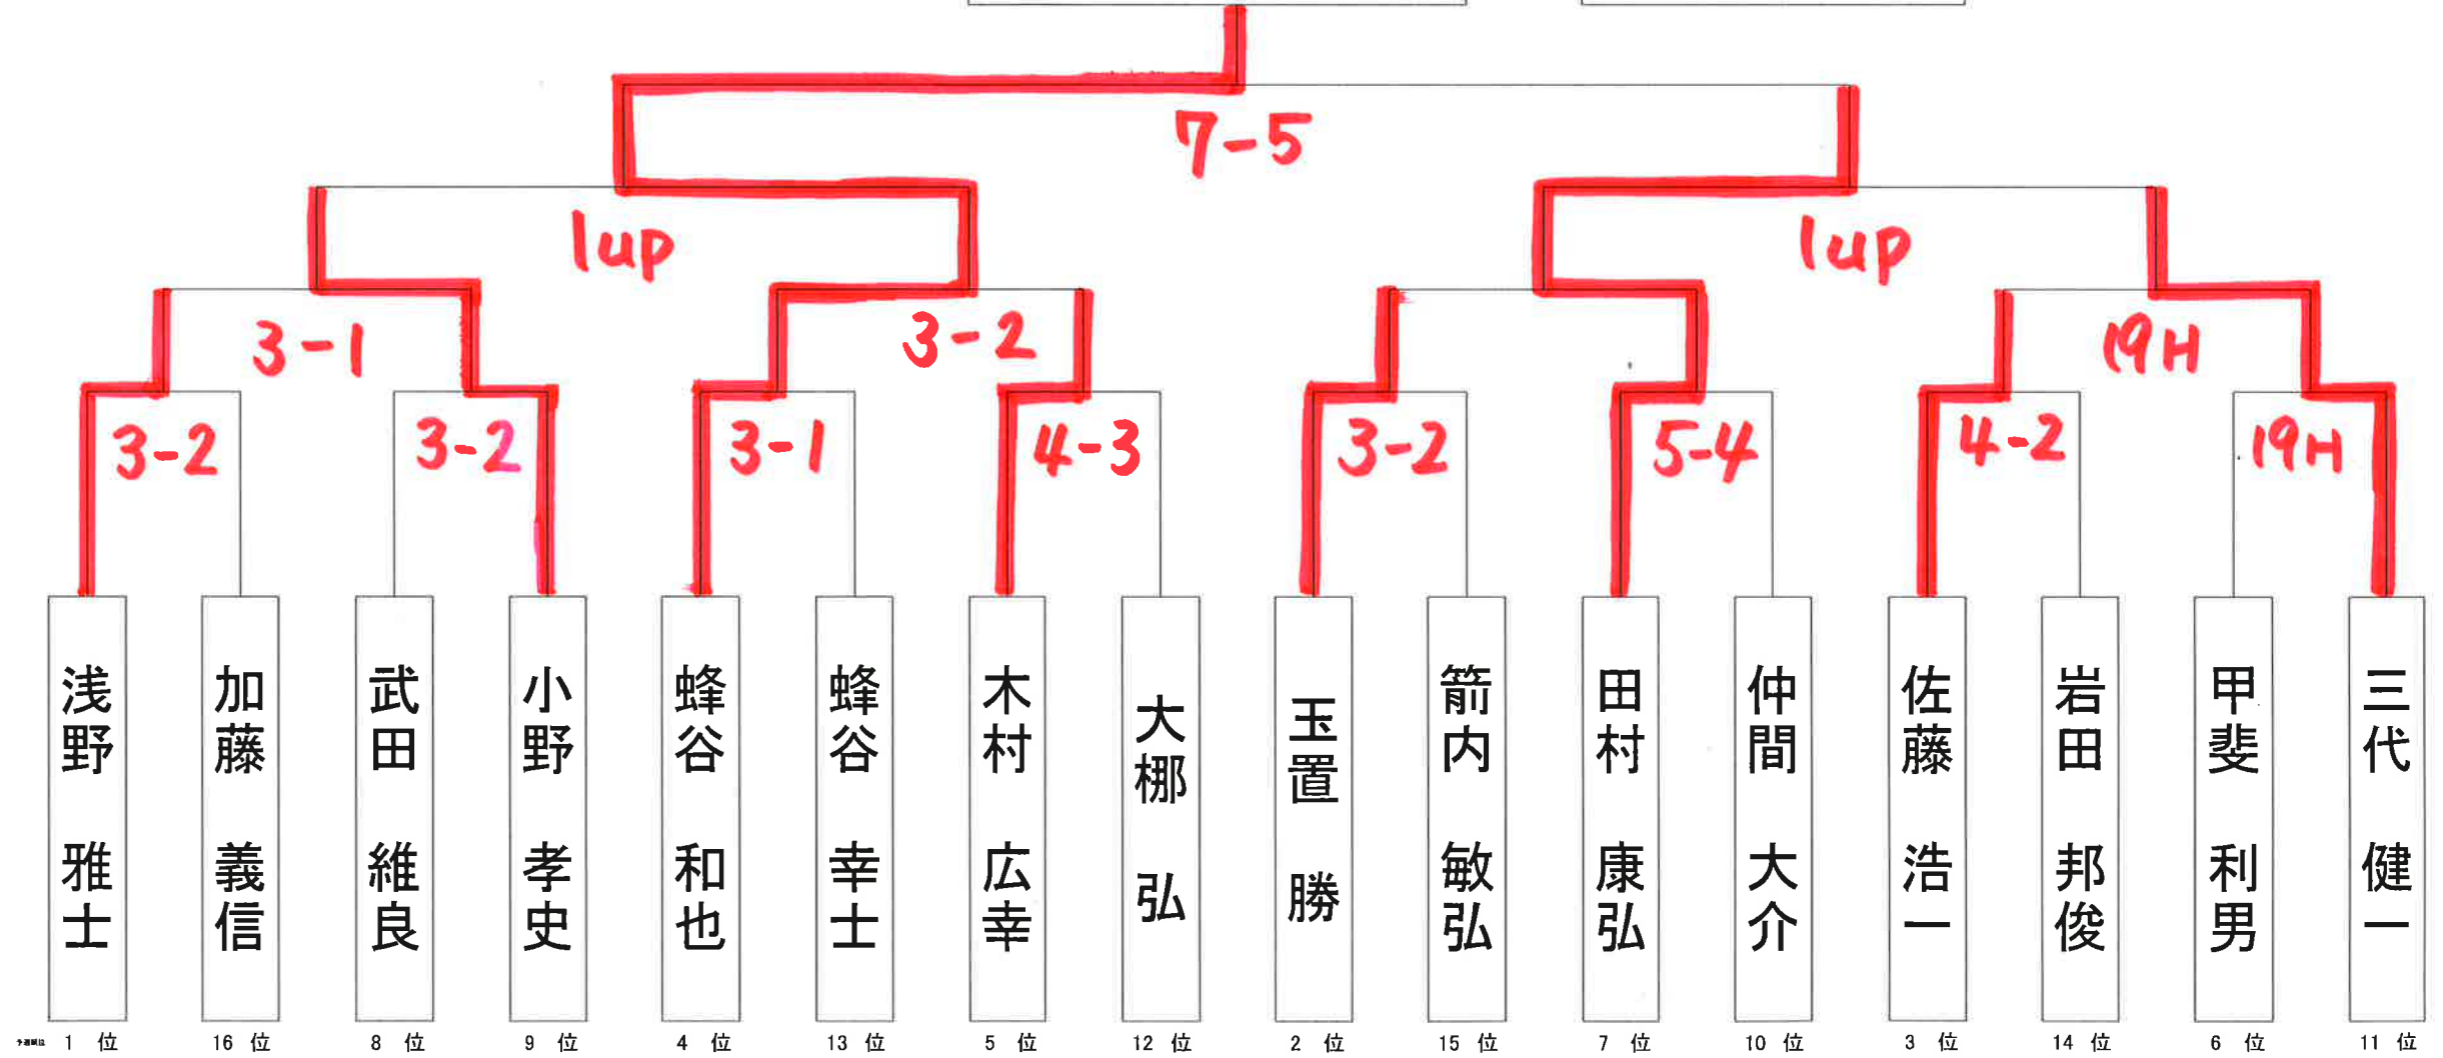 7-5
1up
1up
3-1
3-2
19H
3-2
3-2
3-1
4-3
3-2
5-4
4-2
19H
浅野 雅士
加藤 義信
武田 維良
小野 孝史
蜂谷 和也
蜂谷 幸士
木村 広幸
大梛 弘
玉置 勝
箭内 敏弘
田村 康弘
仲間 大介
佐藤 浩一
岩田 邦俊
甲斐 利男
三代 健一
予選順位 1 位 16 位 8 位 9 位 4 位 13 位 5 位 12 位 2 位 15 位 7 位 10 位 3 位 14 位 6 位 11 位